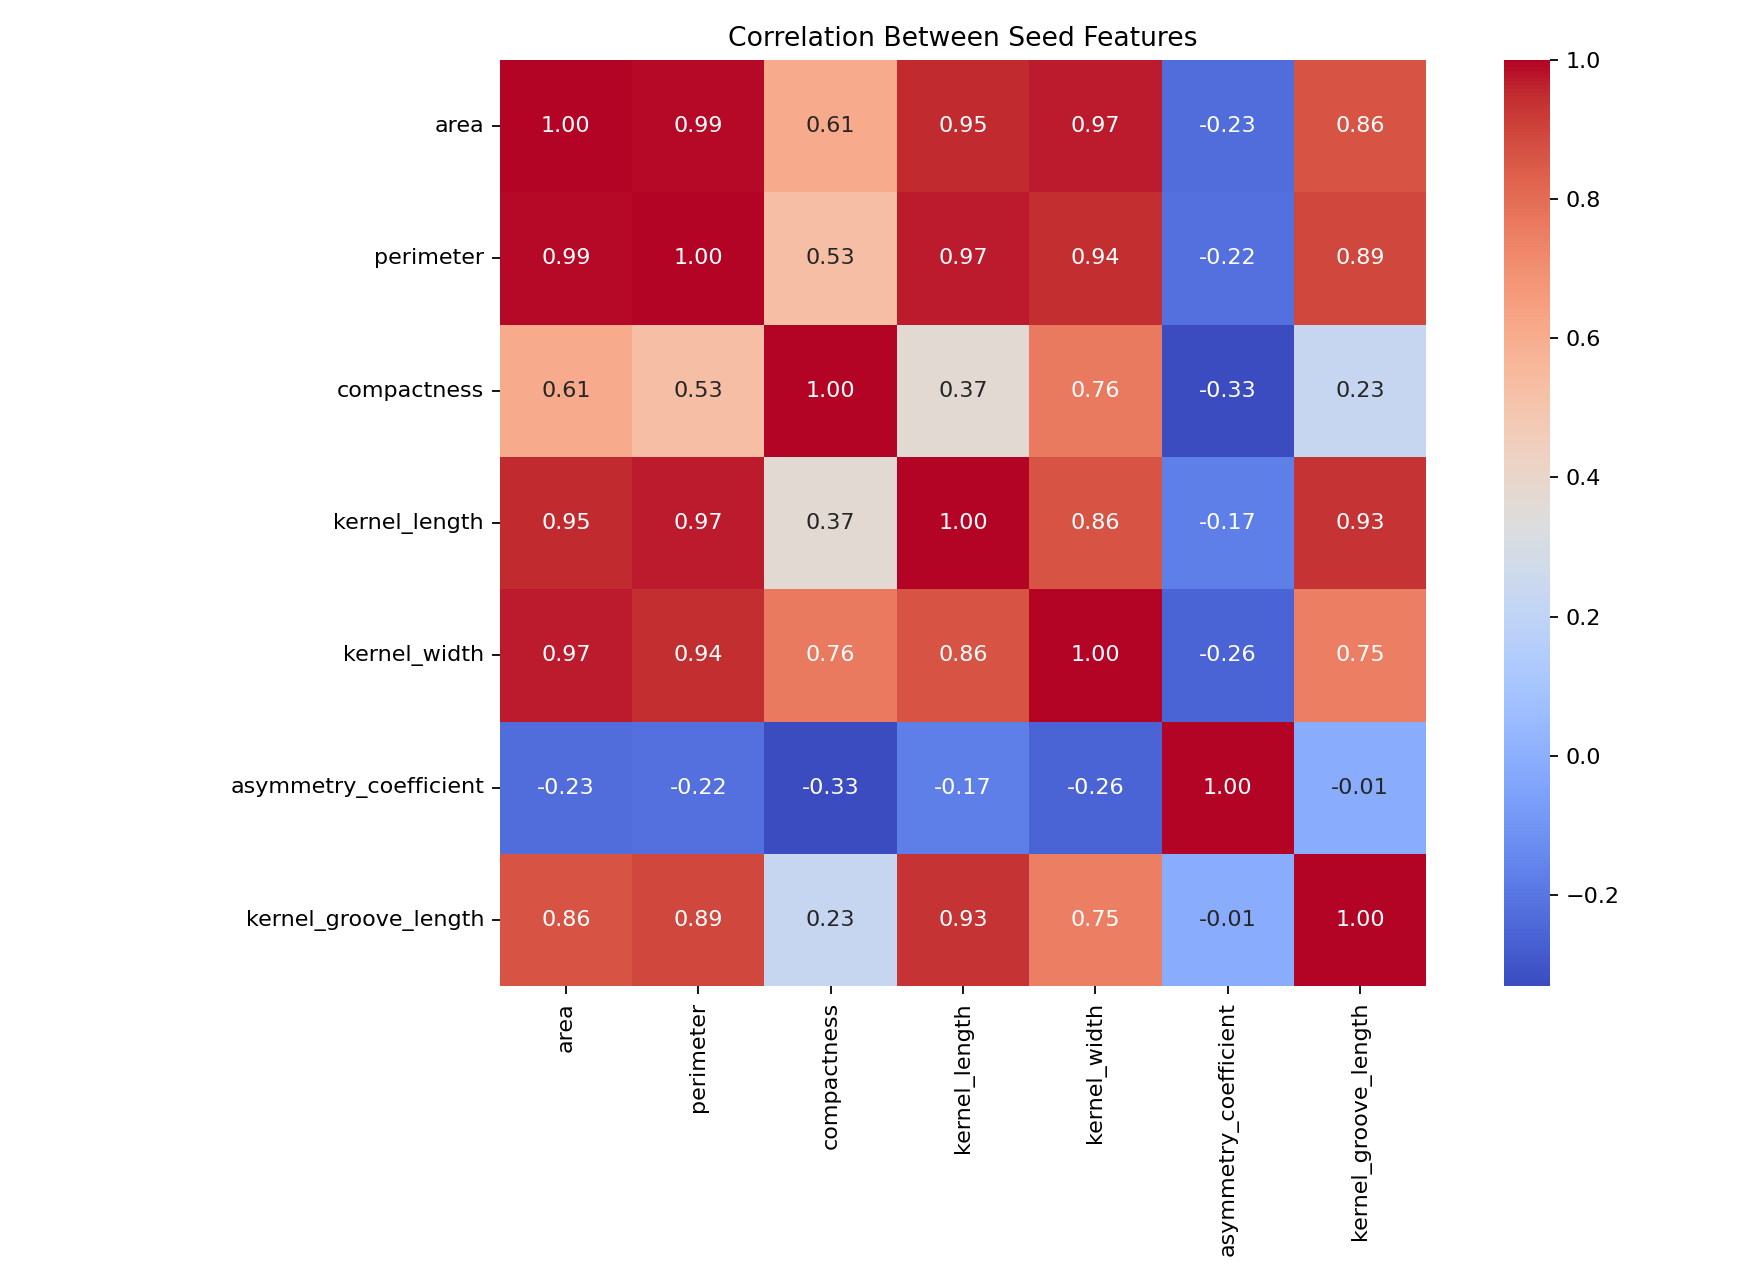 Correlation Between Seed Features
area 1.00 0.99 0.61 0.95 0.97 -0.23 0.86
perimeter 0.99 1.00 0.53 0.97 0.94 -0.22 0.89
compactness 0.61 0.53 1.00 0.37 0.76 -0.33 0.23
kernel_length 0.95 0.97 0.37 1.00 0.86 -0.17 0.93
kernel_width 0.97 0.94 0.76 0.86 1.00 -0.26 0.75
asymmetry_coefficient -0.23 -0.22 -0.33 -0.17 -0.26 1.00 -0.01
kernel_groove_length 0.86 0.89 0.23 0.93 0.75 -0.01 1.00
area
perimeter
compactness
kernel_length
kernel_width
asymmetry_coefficient
kernel_groove_length
1.0
0.8
0.6
0.4
0.2
0.0
−0.2